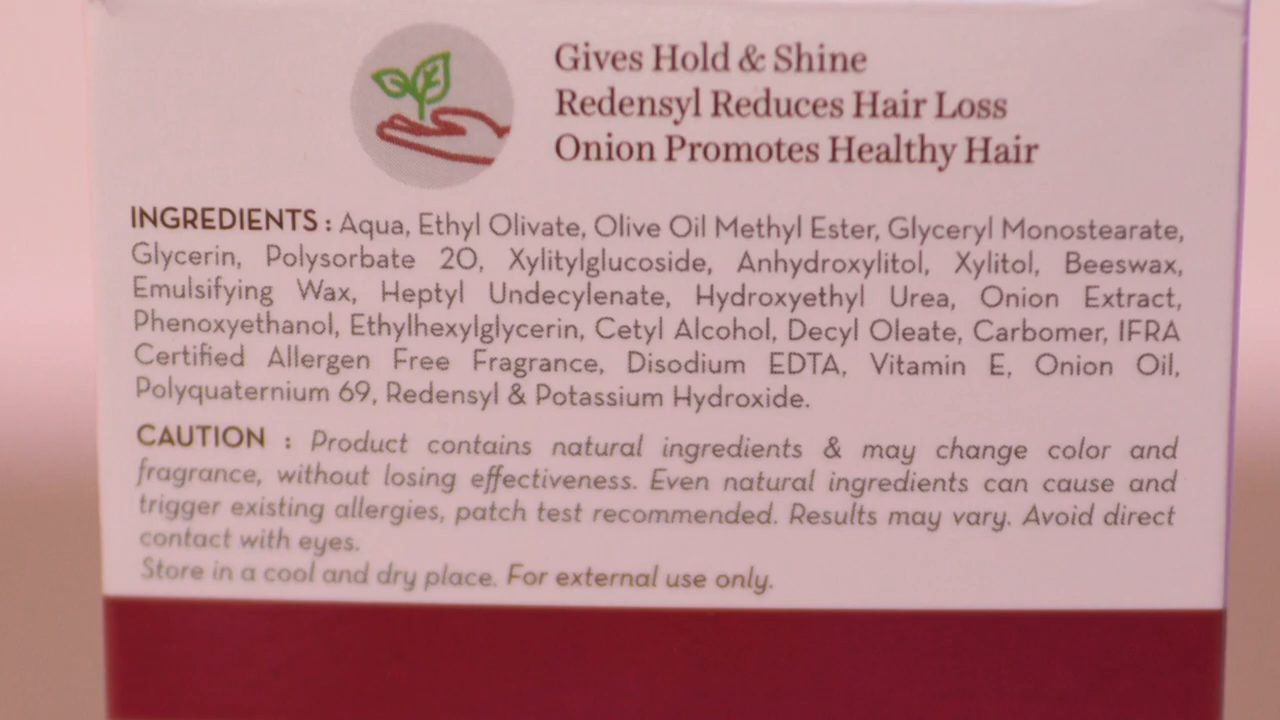 Gives Hold & Shine
Redensyl Reduces Hair Loss
Onion Promotes Healthy Hair
INGREDIENTS : Aqua, Ethyl Olivate, Olive Oil Methyl Ester, Glyceryl Monostearate,
Glycerin, Polysorbate 20, Xylitylglucoside, Anhydroxylitol, Xylitol, Beeswax,
Emulsifying Wax, Heptyl Undecylenate, Hydroxyethyl Urea, Onion Extract,
Phenoxyethanol, Ethylhexylglycerin, Cetyl Alcohol, Decyl Oleate, Carbomer, IFRA
Certified Allergen Free Fragrance, Disodium EDTA, Vitamin E, Onion Oil,
Polyquaternium 69, Redensyl & Potassium Hydroxide.
CAUTION : Product contains natural ingredients & may change color and
fragrance, without losing effectiveness. Even natural ingredients can cause and
trigger existing allergies, patch test recommended. Results may vary. Avoid direct
contact with eyes.
Store in a cool and dry place. For external use only.